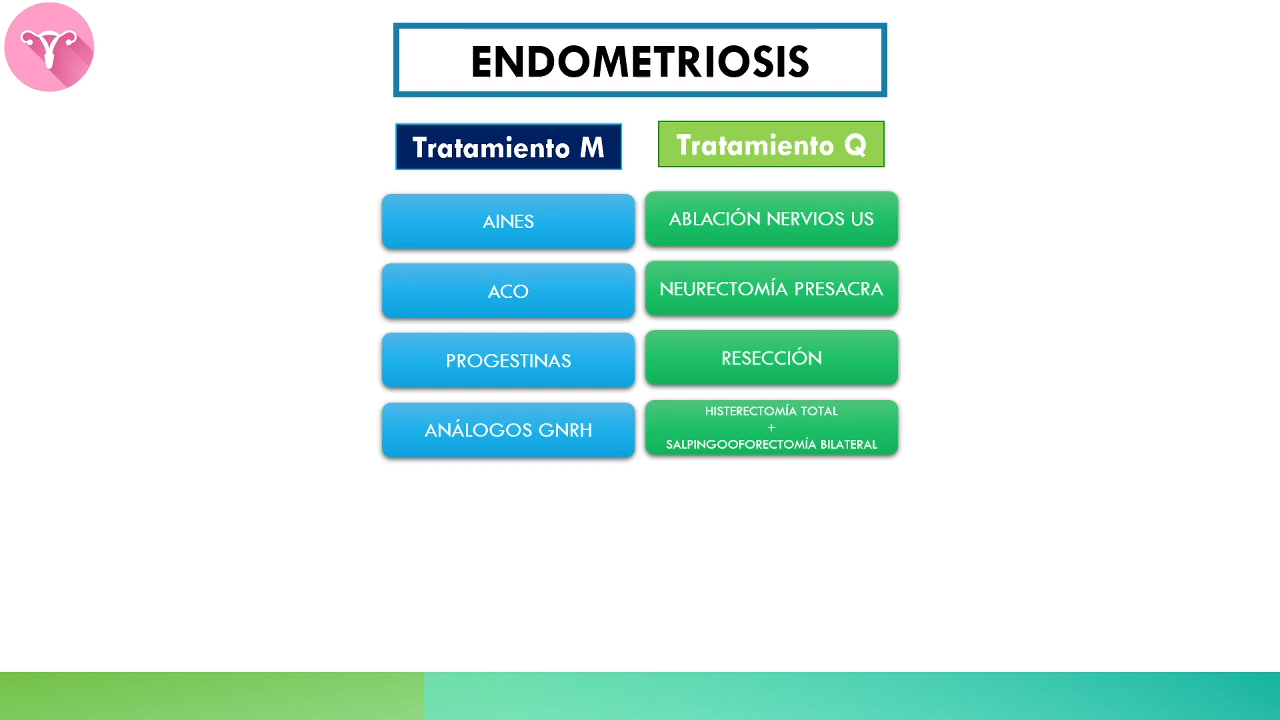 ENDOMETRIOSIS
Tratamiento M
AINES
ACO
PROGESTINAS
ANÁLOGOS GNRH
Tratamiento Q
ABLACIÓN NERVIOS US
NEURECTOMÍA PRESACRA
RESECCIÓN
HISTERECTOMÍA TOTAL
+
SALPINGOOFORECTOMÍA BILATERAL